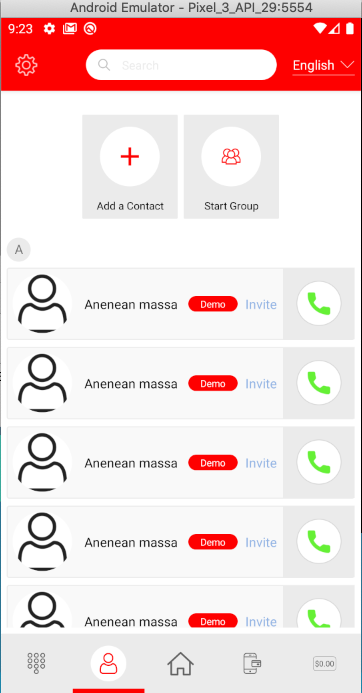 Android Emulator - Pixel_3_API_29:5554
9:23
Search
English
Add a Contact
Start Group
A
Anenean massa Demo Invite
Anenean massa Demo Invite
Anenean massa Demo Invite
Anenean massa Demo Invite
Anenean massa Demo Invite
$0.00